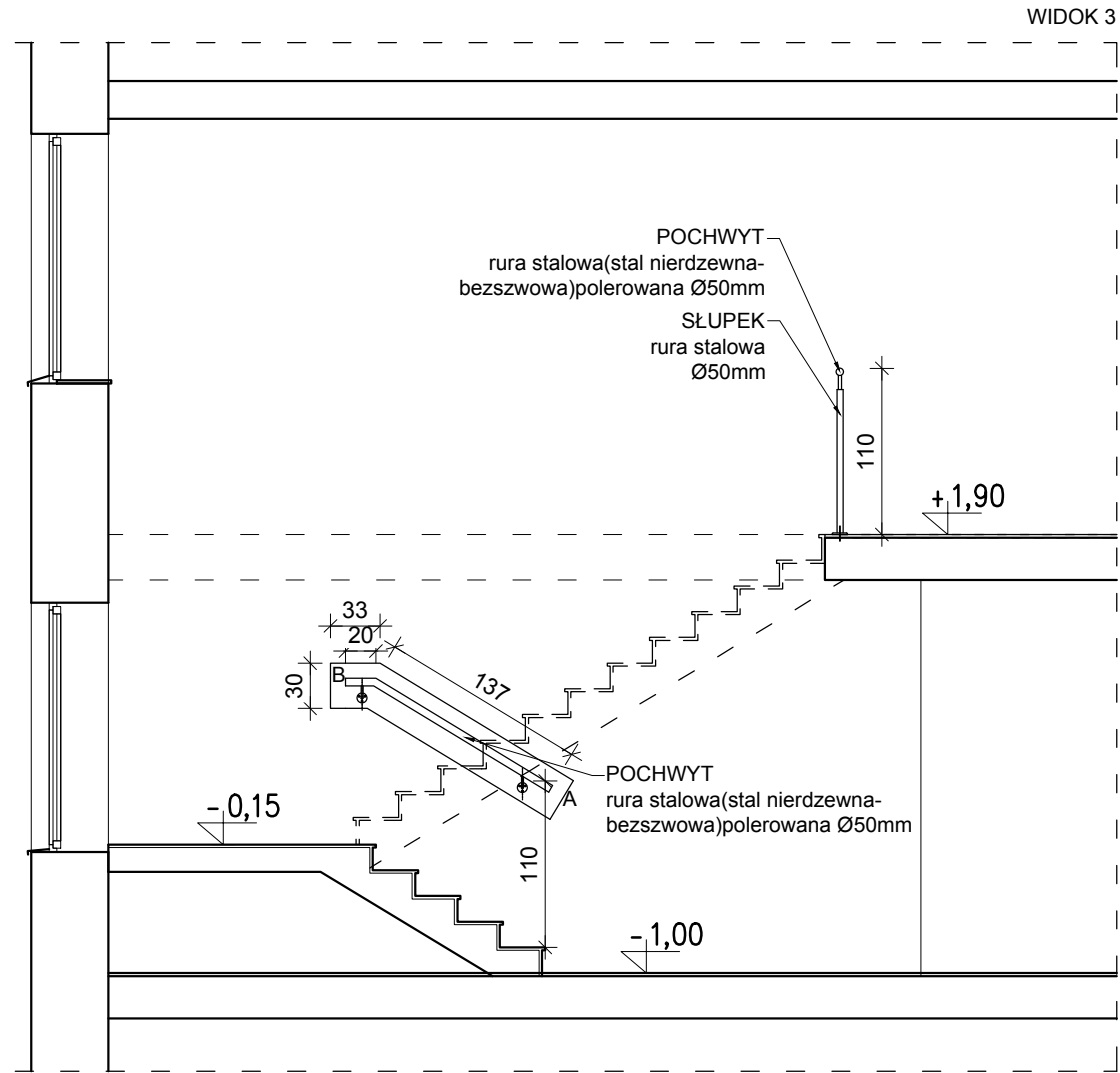 WIDOK 3
POCHWYT
rura stalowa(stal nierdzewna-
bezszwowa)polerowana Ø50mm
SŁUPEK
rura stalowa
Ø50mm
110
+1,90
33
20
B
30
137
POCHWYT
rura stalowa(stal nierdzewna-
bezszwowa)polerowana Ø50mm
A
-0,15
110
-1,00